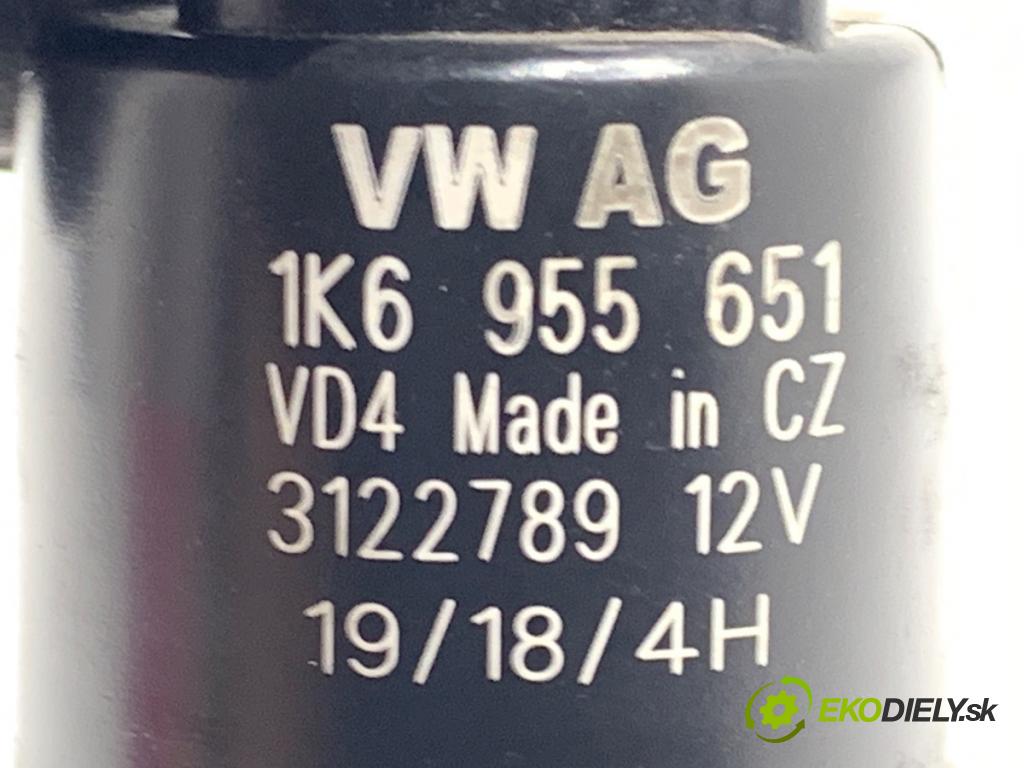 VW AG
1K6 955 651
VD4 Made in CZ
3122789 12V
19/18/4H
EKODIELY.sk